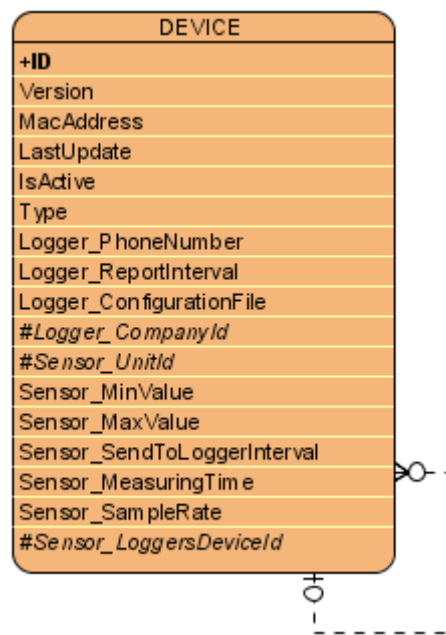 DEVICE
+ID
Version
MacAddress
LastUpdate
IsActive
Type
Logger_PhoneNumber
Logger_ReportInterval
Logger_ConfigurationFile
#Logger_CompanyId
#Sensor_UnitId
Sensor_MinValue
Sensor_MaxValue
Sensor_SendToLoggerInterval
Sensor_MeasuringTime
Sensor_SampleRate
#Sensor_LoggersDeviceId